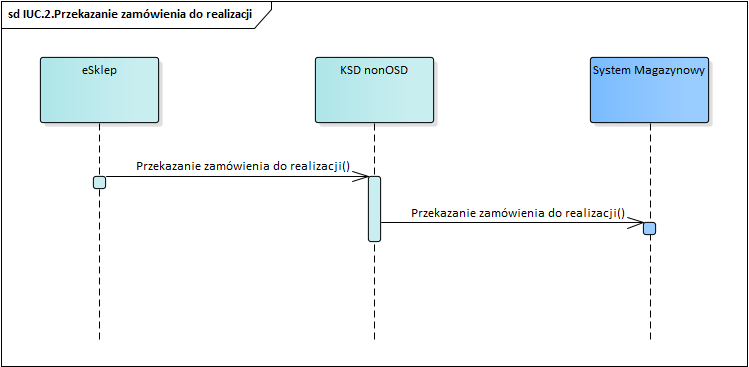 sd IUC.2.Przekazanie zamówienia do realizacji
eSklep
KSD nonOSD
System Magazynowy
Przekazanie zamówienia do realizacji()
Przekazanie zamówienia do realizacji()